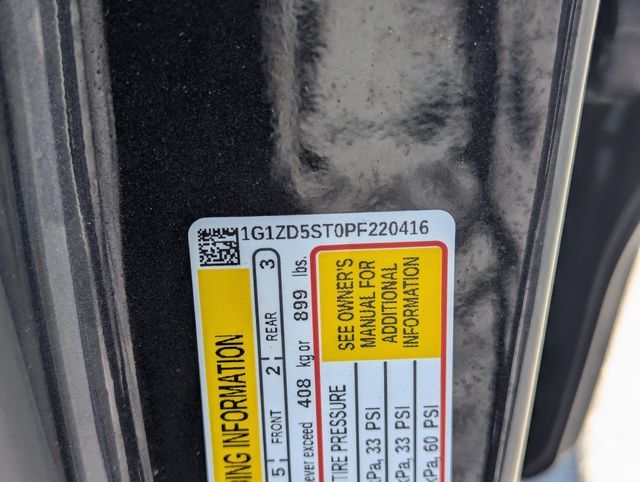 1G1ZD5ST0PF220416
DING INFORMATION
5 FRONT 2 REAR 3
ever exceed 408 kg or 899 lbs.
SEE OWNER'S
MANUAL FOR
ADDITIONAL
INFORMATION
TIRE PRESSURE
kPa, 33 PSI
kPa, 33 PSI
kPa, 60 PSI